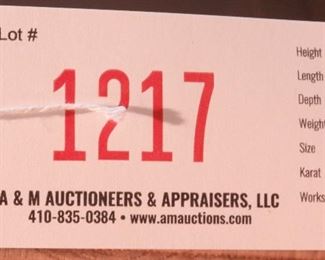 Lot #
1217
A & M AUCTIONEERS & APPRAISERS, LLC
410-835-0384 • www.amauctions.com
Height
Length
Depth
Weight
Size
Karat
Works